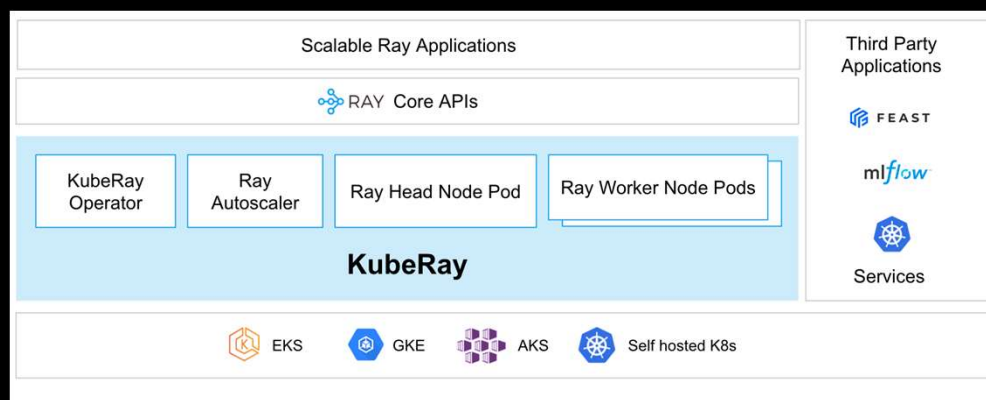 Scalable Ray Applications
RAY Core APIs
KubeRay
Operator
Ray
Autoscaler
Ray Head Node Pod
Ray Worker Node Pods
KubeRay
EKS
GKE
AKS
Self hosted K8s
Third Party
Applications
FEAST
mlflow
Services